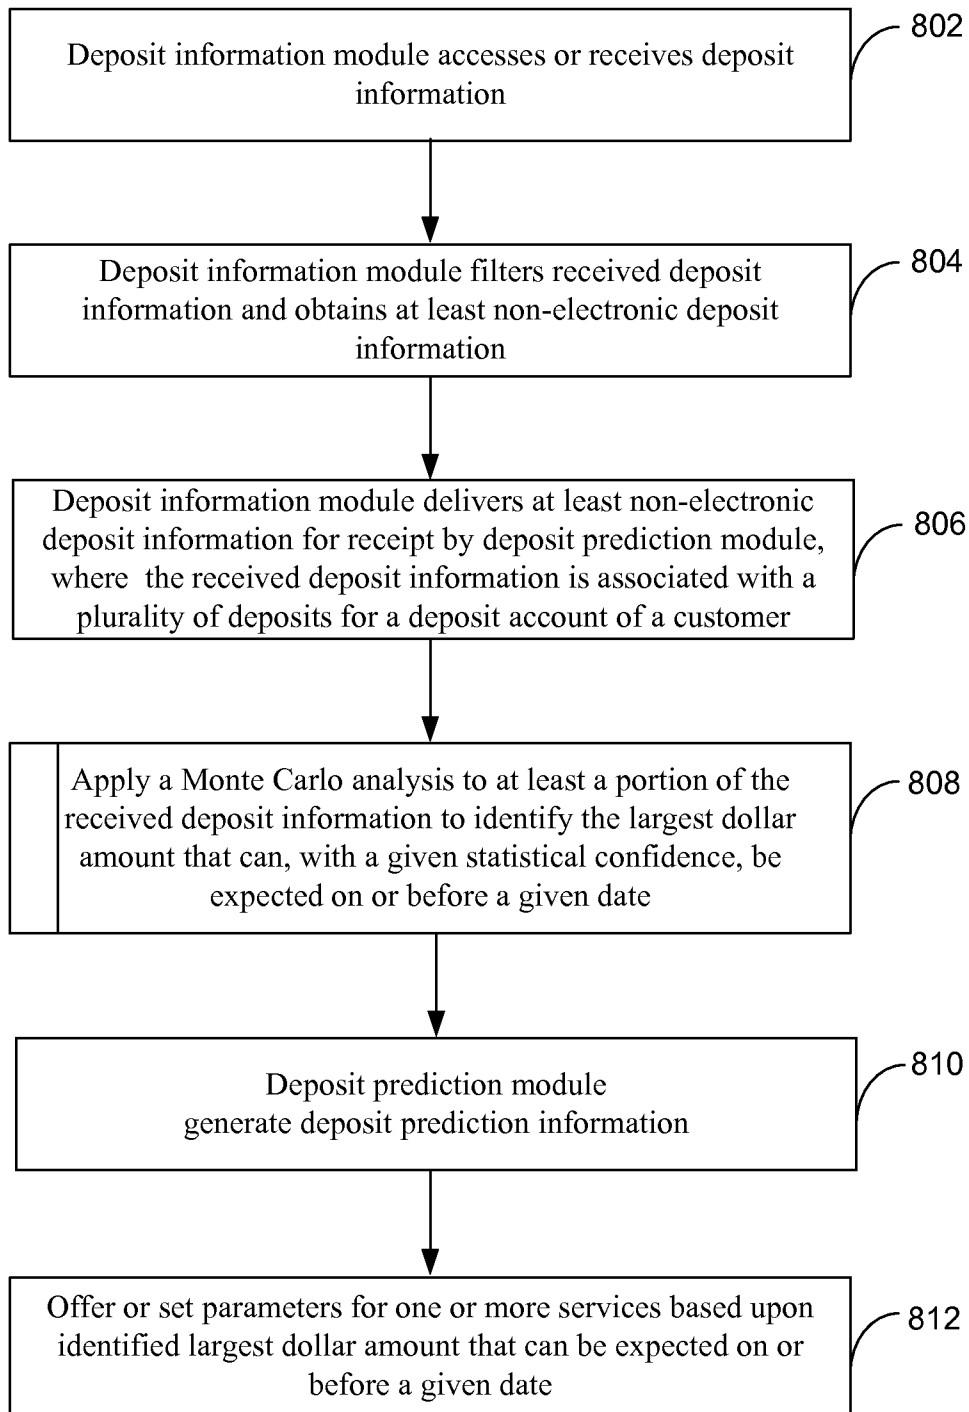 802
Deposit information module accesses or receives deposit
information
804
Deposit information module filters received deposit
information and obtains at least non-electronic deposit
information
806
Deposit information module delivers at least non-electronic
deposit information for receipt by deposit prediction module,
where the received deposit information is associated with a
plurality of deposits for a deposit account of a customer
808
Apply a Monte Carlo analysis to at least a portion of the
received deposit information to identify the largest dollar
amount that can, with a given statistical confidence, be
expected on or before a given date
810
Deposit prediction module
generate deposit prediction information
812
Offer or set parameters for one or more services based upon
identified largest dollar amount that can be expected on or
before a given date